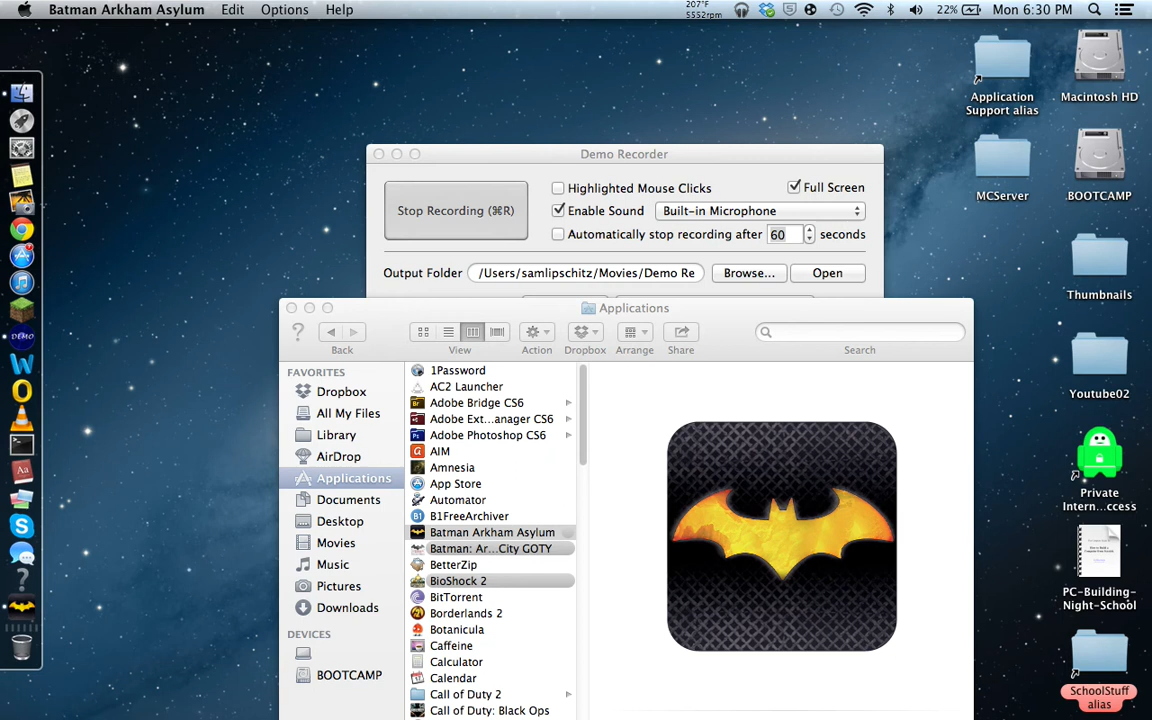 Batman Arkham Asylum Edit Options Help
207°F
5552rpm
22% Mon 6:30 PM
Application
Support alias
Macintosh HD
MCServer
.BOOTCAMP
Thumbnails
Youtube02
Private
Intern...ccess
PC-Building-
Night-School
SchoolStuff
alias
Demo Recorder
Stop Recording (⌘R)
Highlighted Mouse Clicks
Full Screen
Enable Sound
Built-in Microphone
Automatically stop recording after 60 seconds
Output Folder /Users/samlipschitz/Movies/Demo Re Browse... Open
Applications
Back View Action Dropbox Arrange Share Search
FAVORITES
Dropbox
All My Files
Library
AirDrop
Applications
Documents
Desktop
Movies
Music
Pictures
Downloads
DEVICES
BOOTCAMP
1Password
AC2 Launcher
Adobe Bridge CS6
Adobe Ext...anager CS6
Adobe Photoshop CS6
AIM
Amnesia
App Store
Automator
B1FreeArchiver
Batman Arkham Asylum
Batman: Ar...City GOTY
BetterZip
BioShock 2
BitTorrent
Borderlands 2
Botanicula
Caffeine
Calculator
Calendar
Call of Duty 2
Call of Duty: Black Ops
DEMO